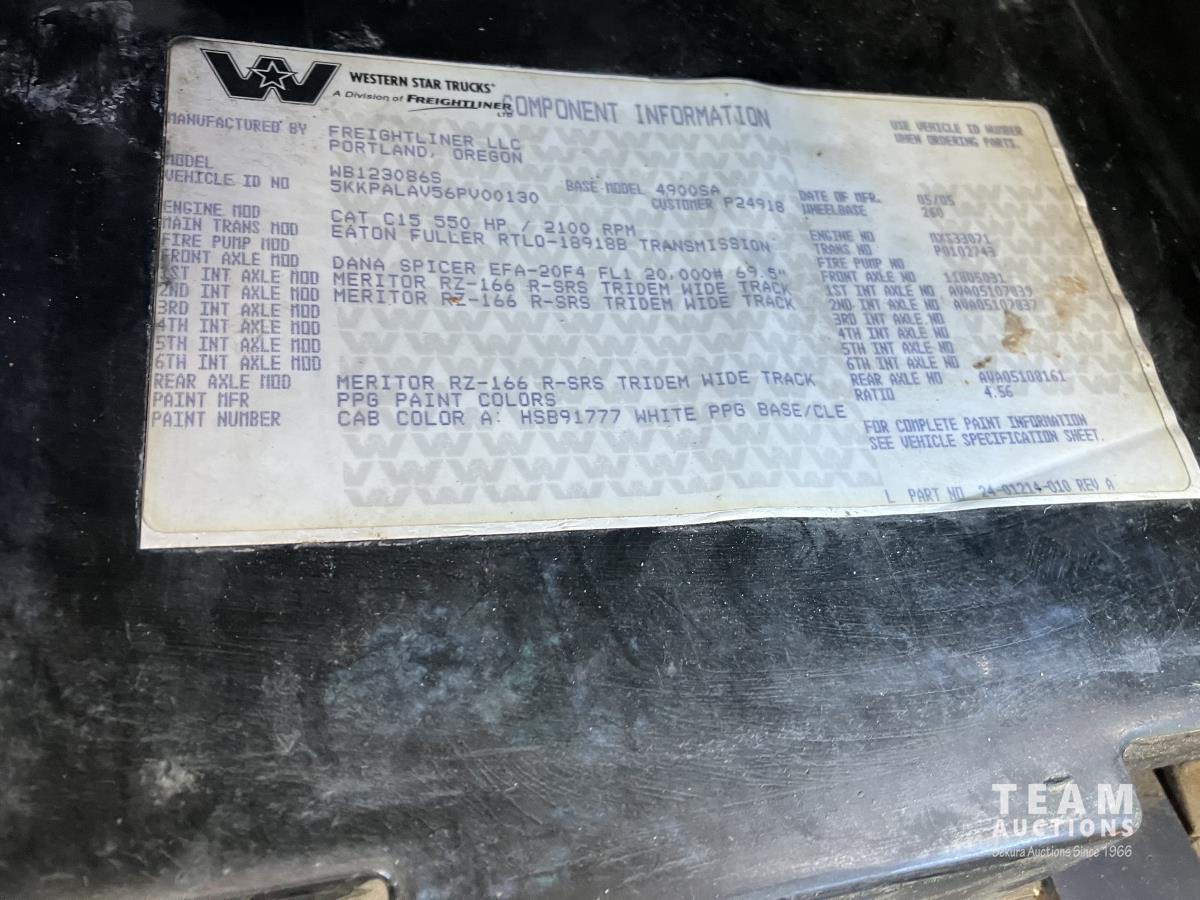 WESTERN STAR TRUCKS
A Division of FREIGHTLINER LTD
COMPONENT INFORMATION
USE VEHICLE ID NUMBER
WHEN ORDERING PARTS.
MANUFACTURED BY FREIGHTLINER LLC
PORTLAND, OREGON
MODEL WB123086S BASE MODEL 4900SA
VEHICLE ID NO 5KKPALAV56PV00130 CUSTOMER P24918
DATE OF MFR. 05/05
WHEELBASE 260
ENGINE MOD CAT C15 550 HP / 2100 RPM
MAIN TRANS MOD EATON FULLER RTLO-18918B TRANSMISSION
FIRE PUMP MOD
FRONT AXLE MOD DANA SPICER EFA-20F4 FL1 20,000# 69.5"
1ST INT AXLE MOD MERITOR RZ-166 R-SRS TRIDEM WIDE TRACK
2ND INT AXLE MOD MERITOR RZ-166 R-SRS TRIDEM WIDE TRACK
3RD INT AXLE MOD
4TH INT AXLE MOD
5TH INT AXLE MOD
6TH INT AXLE MOD
REAR AXLE MOD MERITOR RZ-166 R-SRS TRIDEM WIDE TRACK
PAINT MFR PPG PAINT COLORS
PAINT NUMBER CAB COLOR A: HSB91777 WHITE PPG BASE/CLE
ENGINE NO
TRANS NO P0102743
FIRE PUMP NO
FRONT AXLE NO
1ST INT AXLE NO AVA05107839
2ND INT AXLE NO AVA05107837
3RD INT AXLE NO
4TH INT AXLE NO
5TH INT AXLE NO
6TH INT AXLE NO
REAR AXLE NO AVA05108161
RATIO 4.56
FOR COMPLETE PAINT INFORMATION
SEE VEHICLE SPECIFICATION SHEET.
L PART NO 24-01214-010 REV A
TEAM
AUCTIONS
Sekura Auctions Since 1966